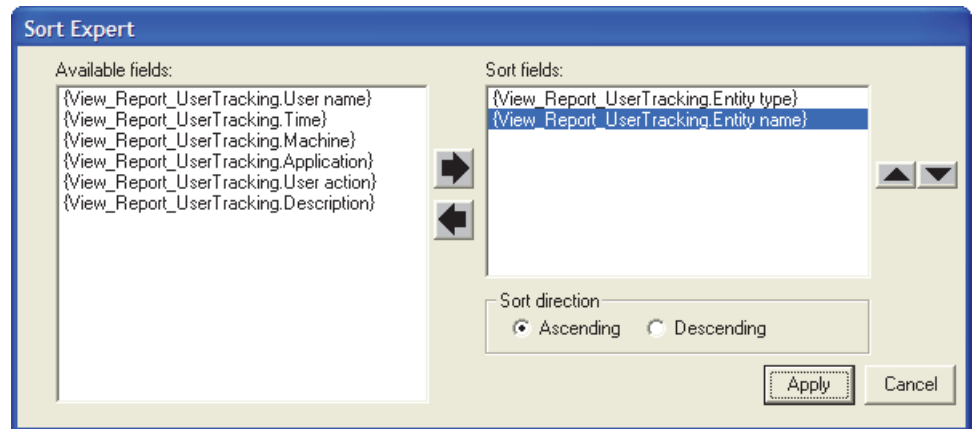 Sort Expert
Available fields:
{View_Report_UserTracking.User name}
{View_Report_UserTracking.Time}
{View_Report_UserTracking.Machine}
{View_Report_UserTracking.Application}
{View_Report_UserTracking.User action}
{View_Report_UserTracking.Description}
Sort fields:
{View_Report_UserTracking.Entity type}
{View_Report_UserTracking.Entity name}
Sort direction
Ascending Descending
Apply Cancel